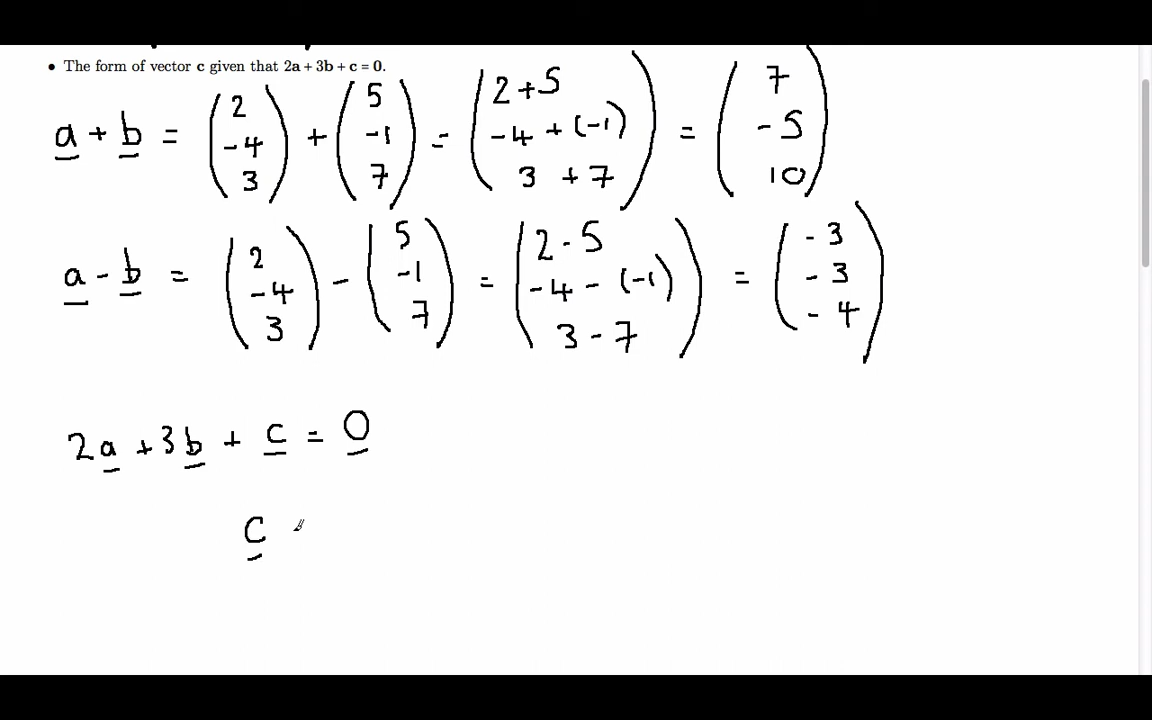 • The form of vector c given that 2a + 3b + c = 0.
a + b = (2 -4 3) + (5 -1 7) = (2+5 -4+(-1) 3+7) = (7 -5 10)
a - b = (2 -4 3) - (5 -1 7) = (2-5 -4-(-1) 3-7) = (-3 -3 -4)
2a + 3b + c = 0
c